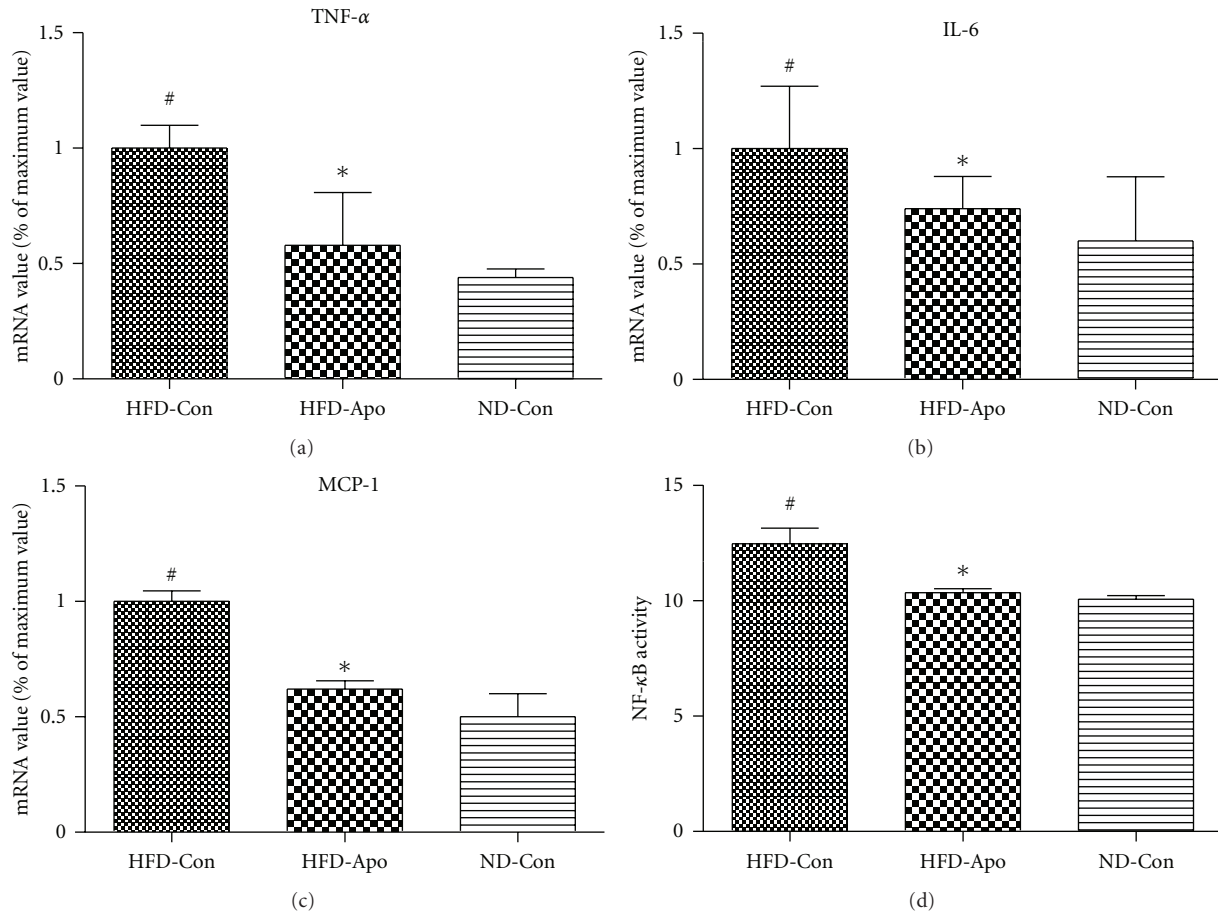 TNF-α
mRNA value (% of maximum value)
1.5
1
0.5
0
#
*
HFD-Con HFD-Apo ND-Con
(a)
IL-6
mRNA value (% of maximum value)
1.5
1
0.5
0
#
*
HFD-Con HFD-Apo ND-Con
(b)
MCP-1
mRNA value (% of maximum value)
1.5
1
0.5
0
#
*
HFD-Con HFD-Apo ND-Con
(c)
NF-κB activity
15
10
5
0
#
*
HFD-Con HFD-Apo ND-Con
(d)